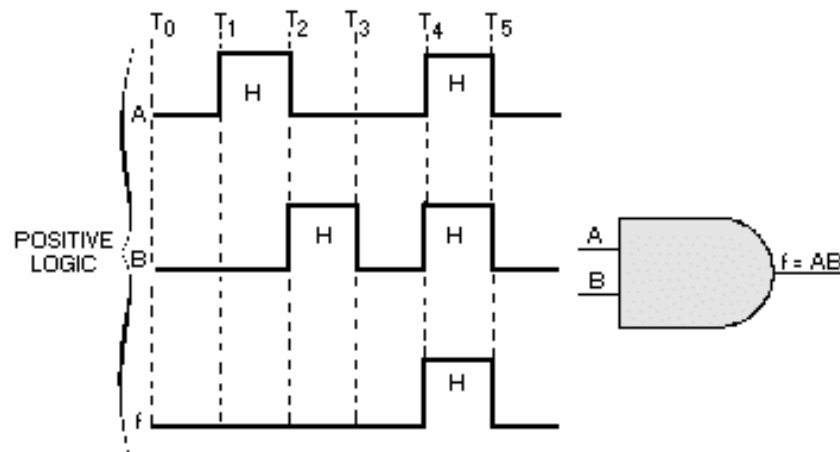 T0 T1 T2 T3 T4 T5
H H
A
POSITIVE
LOGIC
H H
B
A
B
f = AB
H
f